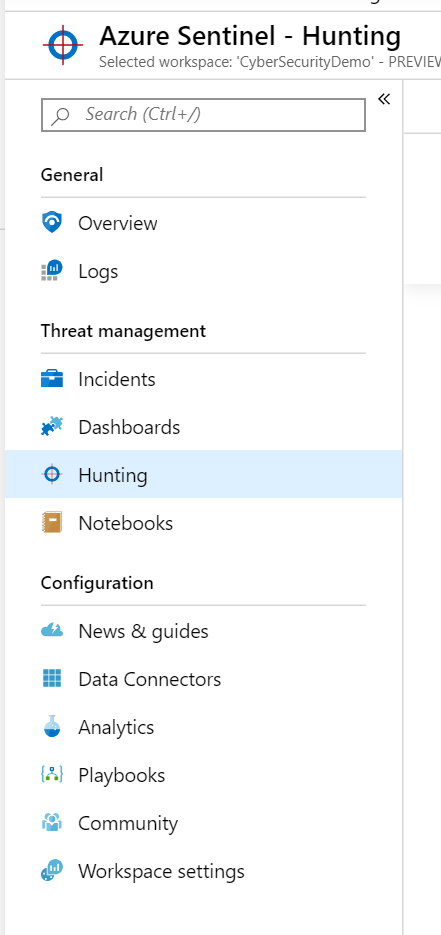 Azure Sentinel - Hunting
Selected workspace: 'CyberSecurityDemo' - PREVIEW
Search (Ctrl+/)
«
General
Overview
Logs
Threat management
Incidents
Dashboards
Hunting
Notebooks
Configuration
News & guides
Data Connectors
Analytics
Playbooks
Community
Workspace settings